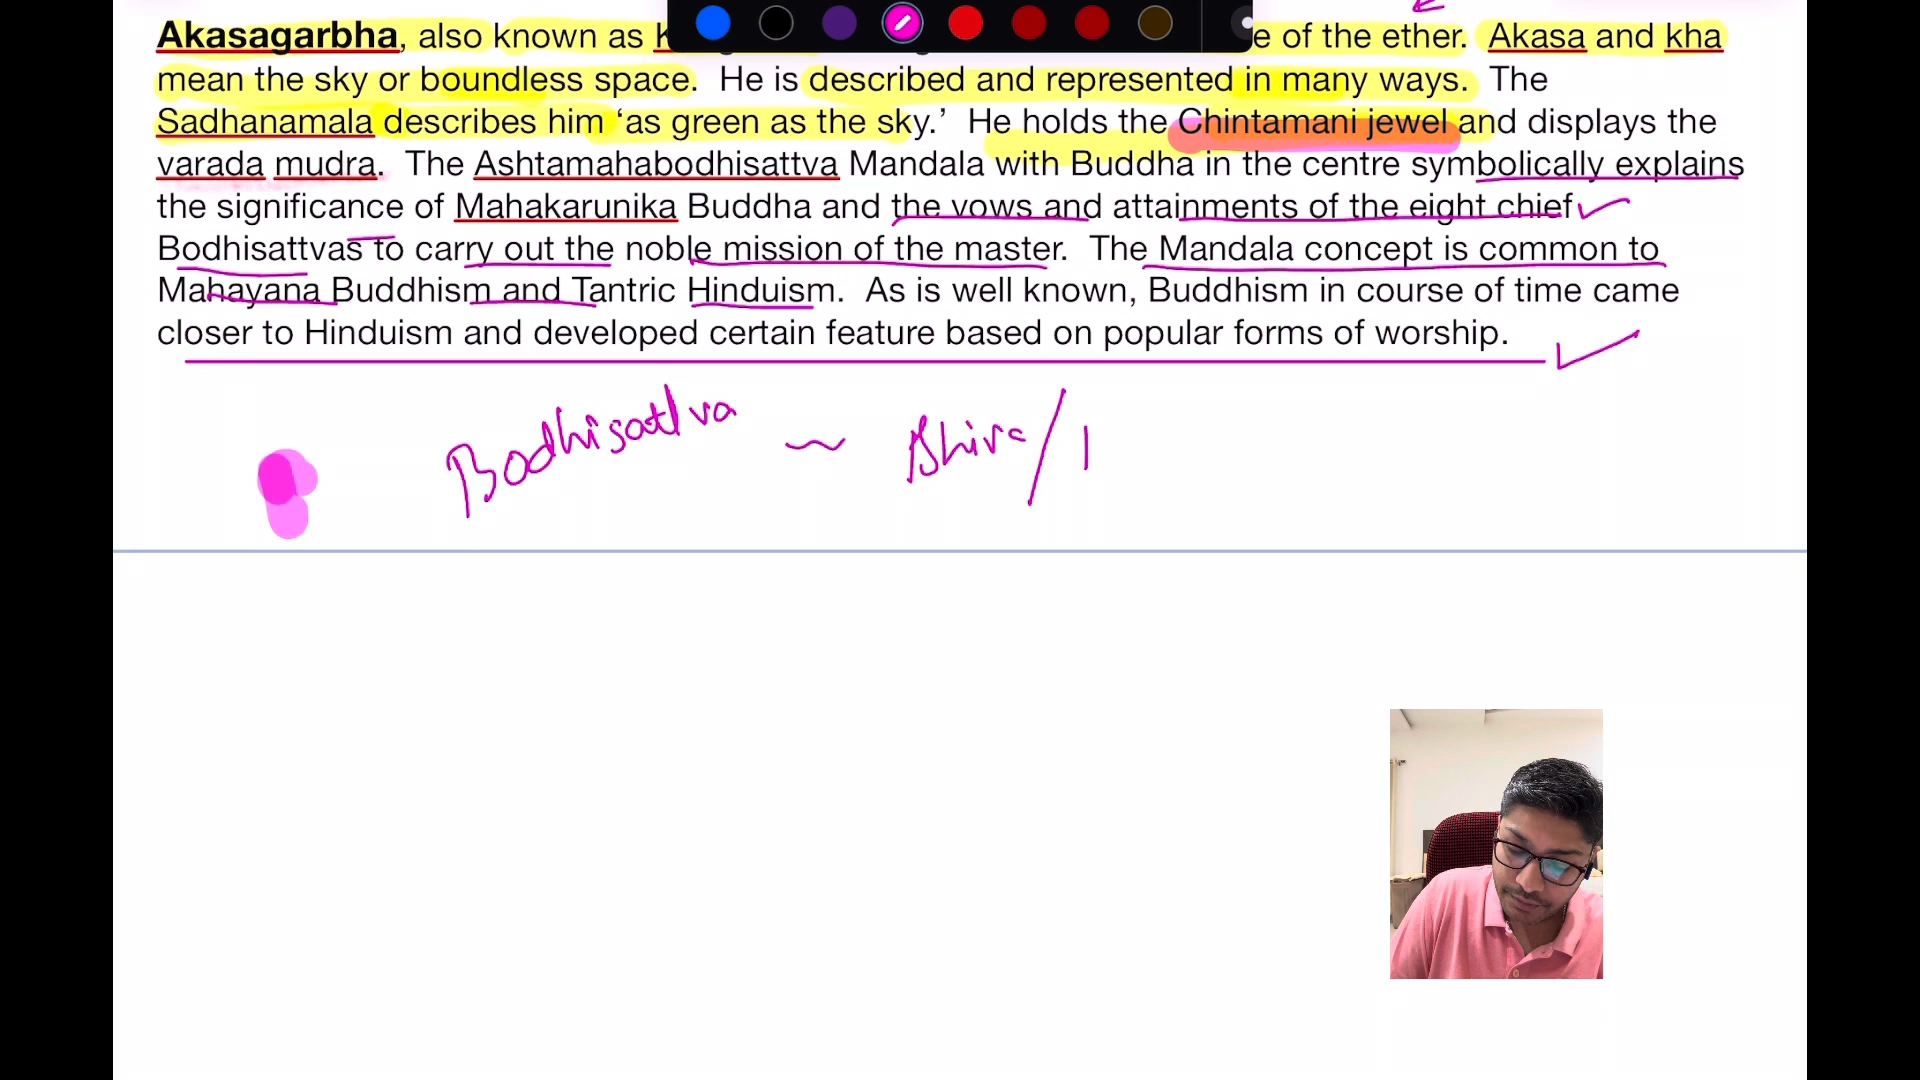 Akasagarbha, also known as e of the ether. Akasa and kha
mean the sky or boundless space. He is described and represented in many ways. The
Sadhanamala describes him ‘as green as the sky.’ He holds the Chintamani jewel and displays the
varada mudra. The Ashtamahabodhisattva Mandala with Buddha in the centre symbolically explains
the significance of Mahakarunika Buddha and the vows and attainments of the eight chief
Bodhisattvas to carry out the noble mission of the master. The Mandala concept is common to
Mahayana Buddhism and Tantric Hinduism. As is well known, Buddhism in course of time came
closer to Hinduism and developed certain feature based on popular forms of worship.
Bodhisattva ~ Shiva/